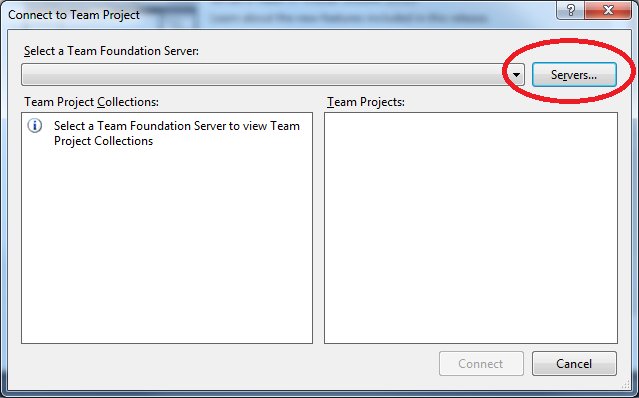 Learn about the new features included in this release.
Connect to Team Project
?
Select a Team Foundation Server:
Servers...
Team Project Collections:
Team Projects:
Select a Team Foundation Server to view Team
Project Collections
Connect
Cancel